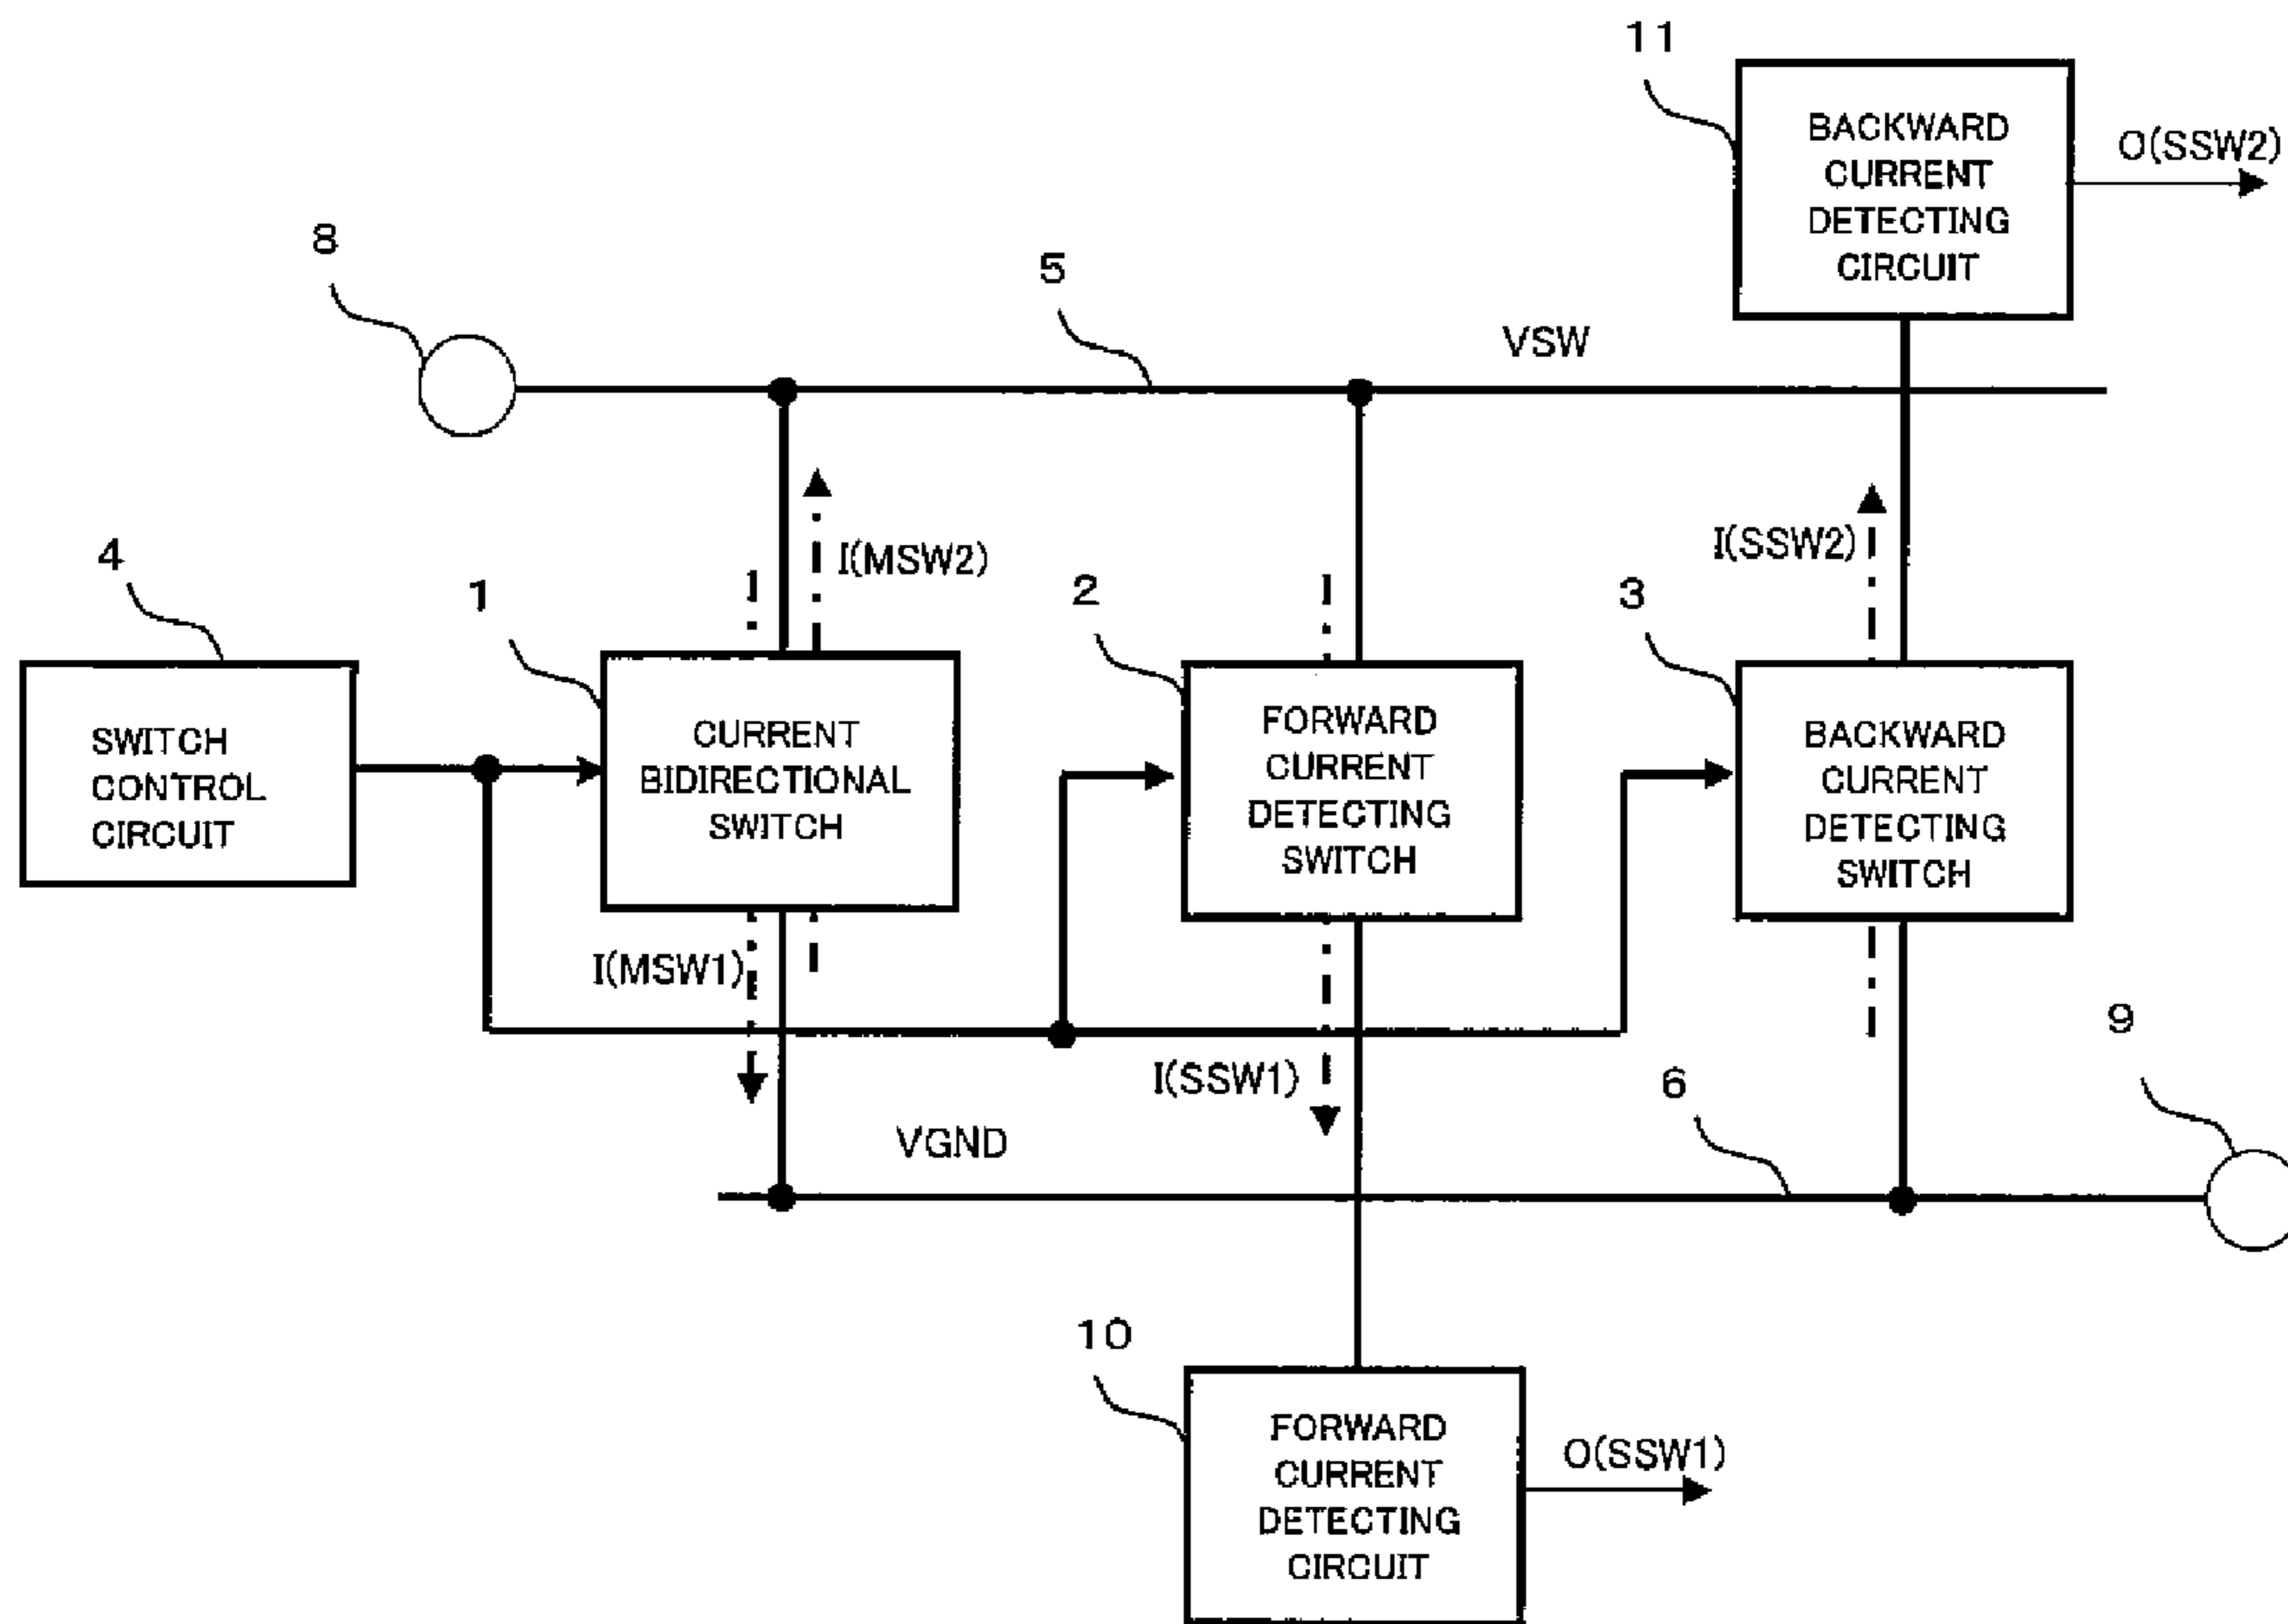 11
BACKWARD
CURRENT
DETECTING
CIRCUIT
O(SSW2)
8
5
VSW
4
1
I(MSW2)
2
I(SSW2)
3
SWITCH
CONTROL
CIRCUIT
CURRENT
BIDIRECTIONAL
SWITCH
FORWARD
CURRENT
DETECTING
SWITCH
BACKWARD
CURRENT
DETECTING
SWITCH
I(MSW1)
I(SSW1)
6
9
VGND
10
FORWARD
CURRENT
DETECTING
CIRCUIT
O(SSW1)